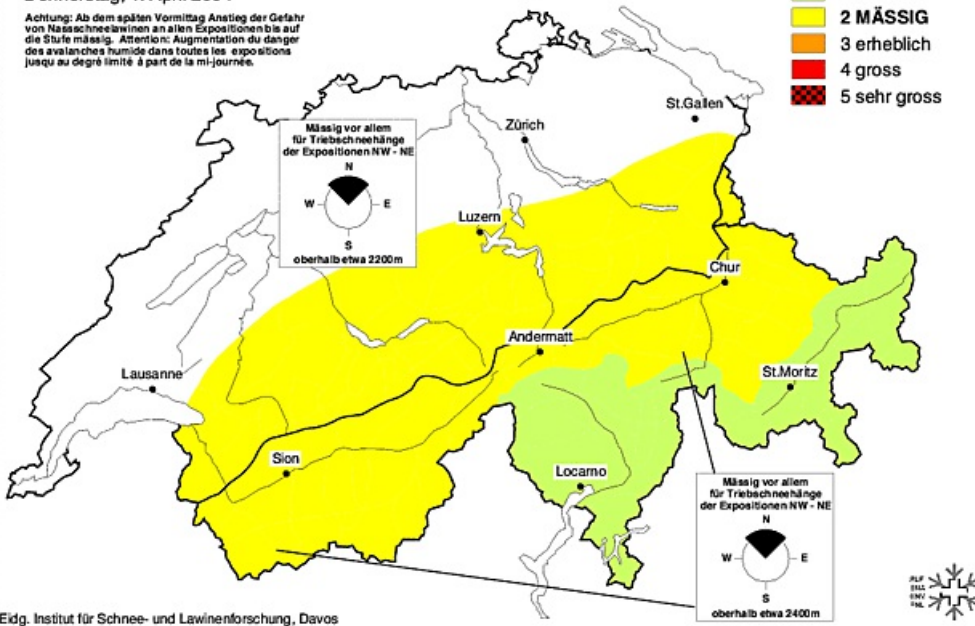 Achtung: Ab dem späten Vormittag Anstieg der Gefahr
von Nassschneelawinen an allen Expositionen bis auf
die Stufe mässig. Attention: Augmentation du danger
des avalanches humide dans toutes les expositions
jusqu au degré limité à part de la mi-journée.
2 MÄSSIG
3 erheblich
4 gross
5 sehr gross
St.Gallen
Zürich
Mässig vor allem
für Triebschneehänge
der Expositionen NW - NE
N
W
E
S
oberhalb etwa 2200m
Luzern
Chur
Andermatt
Lausanne
St.Moritz
Sion
Locarno
Mässig vor allem
für Triebschneehänge
der Expositionen NW - NE
N
W
E
S
oberhalb etwa 2400m
SLF
ENV
Eidg. Institut für Schnee- und Lawinenforschung, Davos